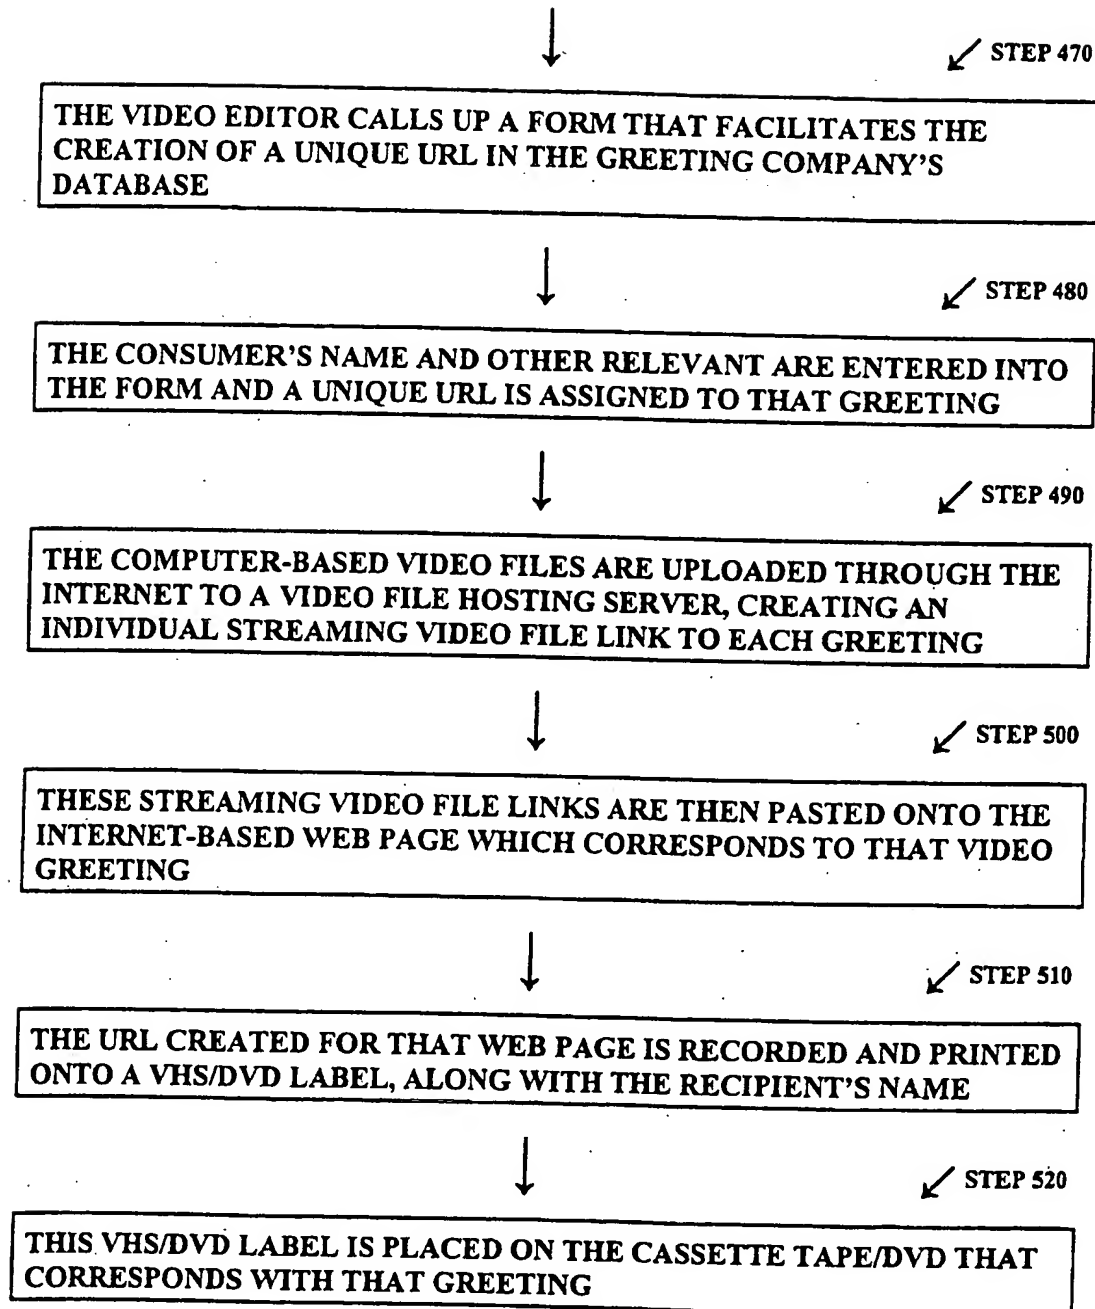 STEP 470
THE VIDEO EDITOR CALLS UP A FORM THAT FACILITATES THE
CREATION OF A UNIQUE URL IN THE GREETING COMPANY'S
DATABASE
STEP 480
THE CONSUMER'S NAME AND OTHER RELEVANT ARE ENTERED INTO
THE FORM AND A UNIQUE URL IS ASSIGNED TO THAT GREETING
STEP 490
THE COMPUTER-BASED VIDEO FILES ARE UPLOADED THROUGH THE
INTERNET TO A VIDEO FILE HOSTING SERVER, CREATING AN
INDIVIDUAL STREAMING VIDEO FILE LINK TO EACH GREETING
STEP 500
THESE STREAMING VIDEO FILE LINKS ARE THEN PASTED ONTO THE
INTERNET-BASED WEB PAGE WHICH CORRESPONDS TO THAT VIDEO
GREETING
STEP 510
THE URL CREATED FOR THAT WEB PAGE IS RECORDED AND PRINTED
ONTO A VHS/DVD LABEL, ALONG WITH THE RECIPIENT'S NAME
STEP 520
THIS VHS/DVD LABEL IS PLACED ON THE CASSETTE TAPE/DVD THAT
CORRESPONDS WITH THAT GREETING